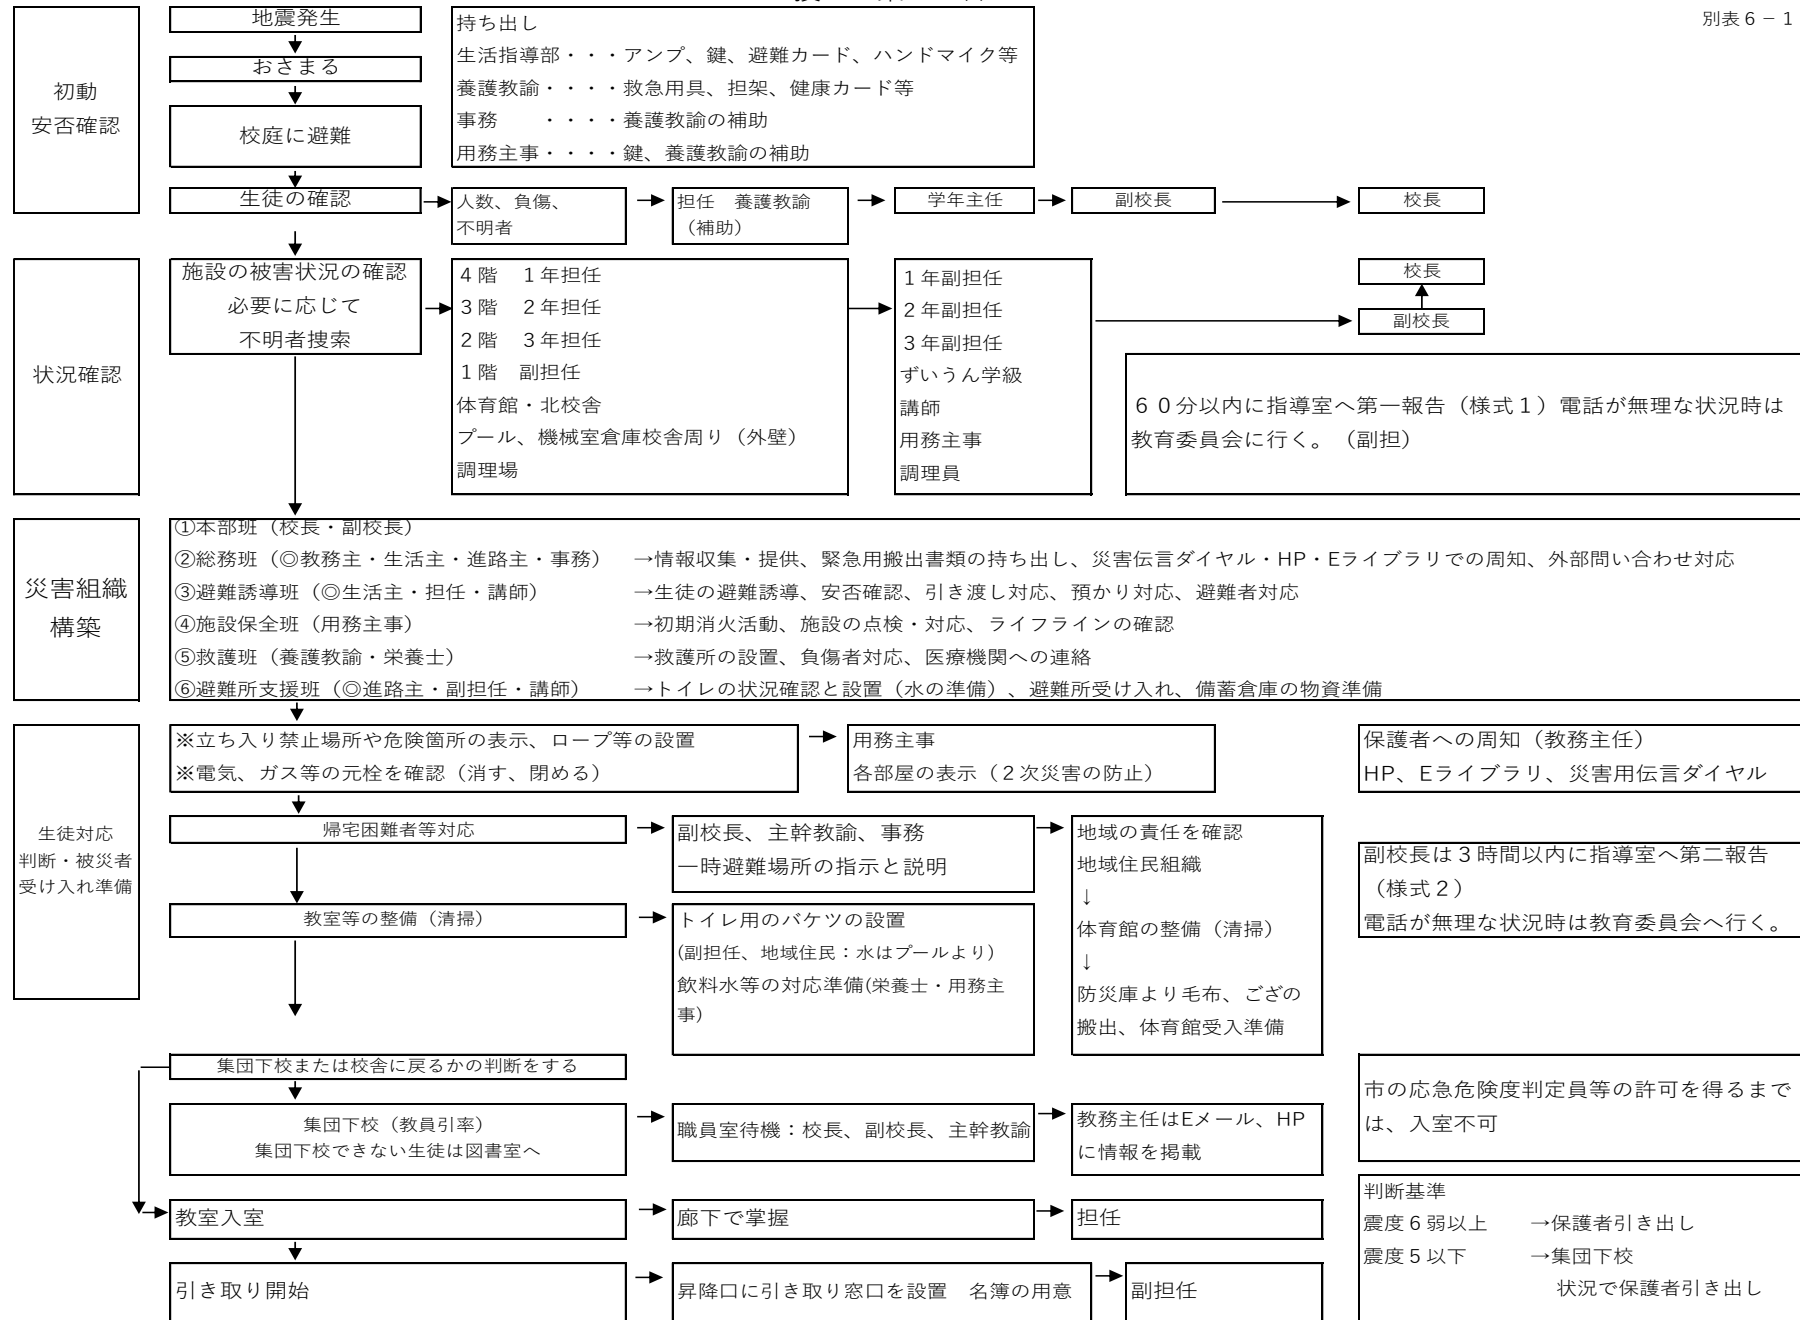 別表６－１
初動
安否確認
地震発生
おさまる
校庭に避難
持ち出し
生活指導部・・・アンプ、鍵、避難カード、ハンドマイク等
養護教諭・・・・救急用具、担架、健康カード等
事務　　・・・・養護教諭の補助
用務主事・・・・鍵、養護教諭の補助
生徒の確認
人数、負傷、
不明者
担任　養護教諭
（補助）
学年主任
副校長
校長
状況確認
施設の被害状況の確認
必要に応じて
不明者捜索
４階　１年担任
３階　２年担任
２階　３年担任
１階　副担任
体育館・北校舎
プール、機械室倉庫校舎周り（外壁）
調理場
１年副担任
２年副担任
３年副担任
ずいうん学級
講師
用務主事
調理員
校長
副校長
６０分以内に指導室へ第一報告（様式１）電話が無理な状況時は
教育委員会に行く。（副担）
災害組織
構築
①本部班（校長・副校長）
②総務班（◎教務主・生活主・進路主・事務）　→情報収集・提供、緊急用搬出書類の持ち出し、災害伝言ダイヤル・HP・Eライブラリでの周知、外部問い合わせ対応
③避難誘導班（◎生活主・担任・講師）　→生徒の避難誘導、安否確認、引き渡し対応、預かり対応、避難者対応
④施設保全班（用務主事）　→初期消火活動、施設の点検・対応、ライフラインの確認
⑤救護班（養護教諭・栄養士）　→救護所の設置、負傷者対応、医療機関への連絡
⑥避難所支援班（◎進路主・副担任・講師）　→トイレの状況確認と設置（水の準備）、避難所受け入れ、備蓄倉庫の物資準備
生徒対応
判断・被災者
受け入れ準備
※立ち入り禁止場所や危険箇所の表示、ロープ等の設置
※電気、ガス等の元栓を確認（消す、閉める）
用務主事
各部屋の表示（２次災害の防止）
保護者への周知（教務主任）
HP、Eライブラリ、災害用伝言ダイヤル
帰宅困難者等対応
副校長、主幹教諭、事務
一時避難場所の指示と説明
地域の責任を確認
地域住民組織
↓
体育館の整備（清掃）
↓
防災庫より毛布、ござの
搬出、体育館受入準備
副校長は３時間以内に指導室へ第二報告
（様式２）
電話が無理な状況時は教育委員会へ行く。
教室等の整備（清掃）
トイレ用のバケツの設置
(副担任、地域住民：水はプールより)
飲料水等の対応準備(栄養士・用務主
事)
集団下校または校舎に戻るかの判断をする
集団下校（教員引率）
集団下校できない生徒は図書室へ
職員室待機：校長、副校長、主幹教諭
教務主任はEメール、HP
に情報を掲載
市の応急危険度判定員等の許可を得るまで
は、入室不可
教室入室
廊下で掌握
担任
判断基準
震度６弱以上　→保護者引き出し
震度５以下　→集団下校
状況で保護者引き出し
引き取り開始
昇降口に引き取り窓口を設置　名簿の用意
副担任